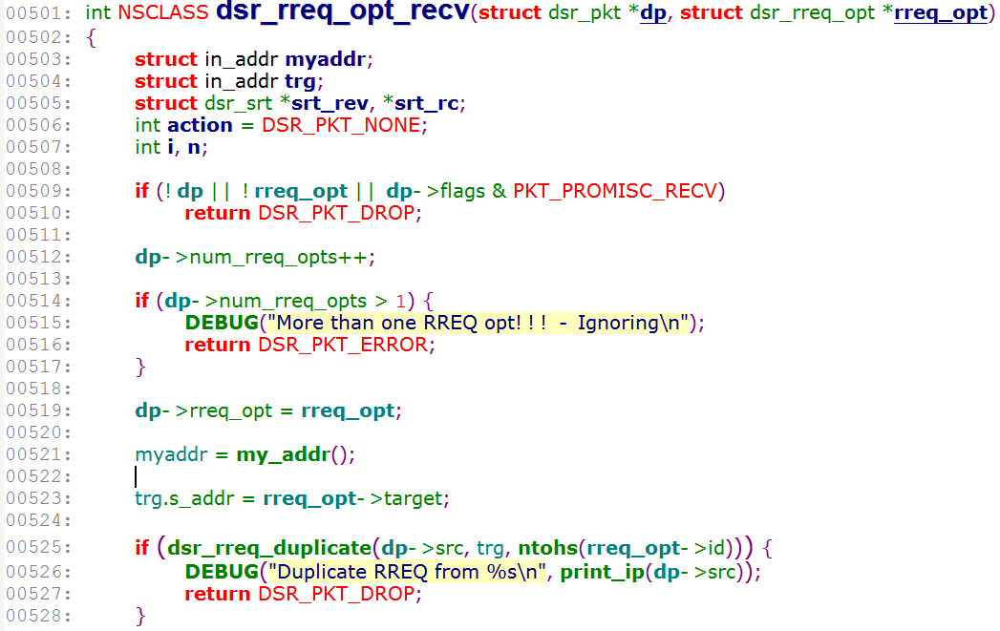 00501: int NSCLASS dsr_rreq_opt_recv(struct dsr_pkt *dp, struct dsr_rreq_opt *rreq_opt)
00502: {
00503: struct in_addr myaddr;
00504: struct in_addr trg;
00505: struct dsr_srt *srt_rev, *srt_rc;
00506: int action = DSR_PKT_NONE;
00507: int i, n;
00508:
00509: if (!dp || !rreq_opt || dp->flags & PKT_PROMISC_RECV)
00510: return DSR_PKT_DROP;
00511:
00512: dp->num_rreq_opts++;
00513:
00514: if (dp->num_rreq_opts > 1) {
00515: DEBUG("More than one RREQ opt!!! - Ignoring\n");
00516: return DSR_PKT_ERROR;
00517: }
00518:
00519: dp->rreq_opt = rreq_opt;
00520:
00521: myaddr = my_addr();
00522:
00523: trg.s_addr = rreq_opt->target;
00524:
00525: if (dsr_rreq_duplicate(dp->src, trg, ntohs(rreq_opt->id))) {
00526: DEBUG("Duplicate RREQ from %s\n", print_ip(dp->src));
00527: return DSR_PKT_DROP;
00528: }